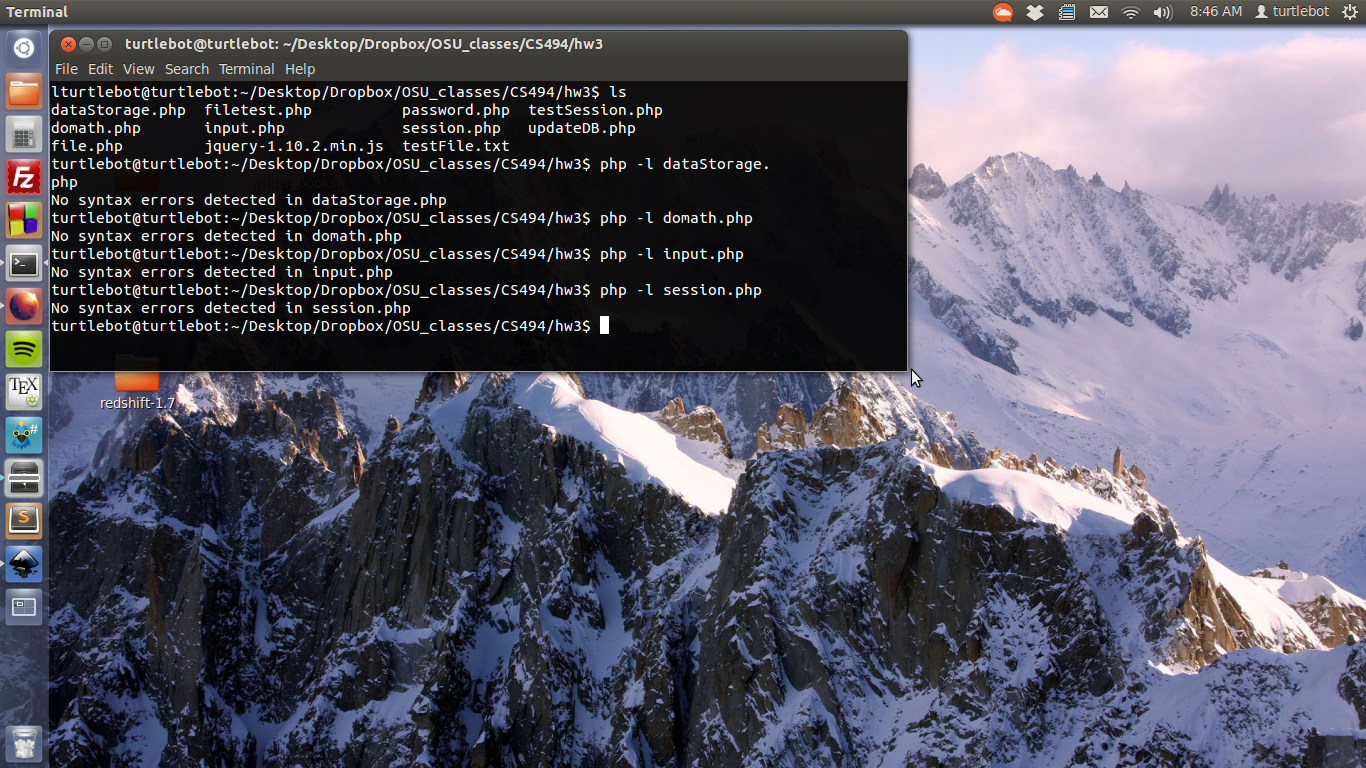 Terminal
8:46 AM turtlebot
turtlebot@turtlebot: ~/Desktop/Dropbox/OSU_classes/CS494/hw3
File Edit View Search Terminal Help
lturtlebot@turtlebot:~/Desktop/Dropbox/OSU_classes/CS494/hw3$ ls
dataStorage.php filetest.php password.php testSession.php
domath.php input.php session.php updateDB.php
file.php jquery-1.10.2.min.js testFile.txt
turtlebot@turtlebot:~/Desktop/Dropbox/OSU_classes/CS494/hw3$ php -l dataStorage.
php
No syntax errors detected in dataStorage.php
turtlebot@turtlebot:~/Desktop/Dropbox/OSU_classes/CS494/hw3$ php -l domath.php
No syntax errors detected in domath.php
turtlebot@turtlebot:~/Desktop/Dropbox/OSU_classes/CS494/hw3$ php -l input.php
No syntax errors detected in input.php
turtlebot@turtlebot:~/Desktop/Dropbox/OSU_classes/CS494/hw3$ php -l session.php
No syntax errors detected in session.php
turtlebot@turtlebot:~/Desktop/Dropbox/OSU_classes/CS494/hw3$
Fz
TEX
#
S
redshift-1.7